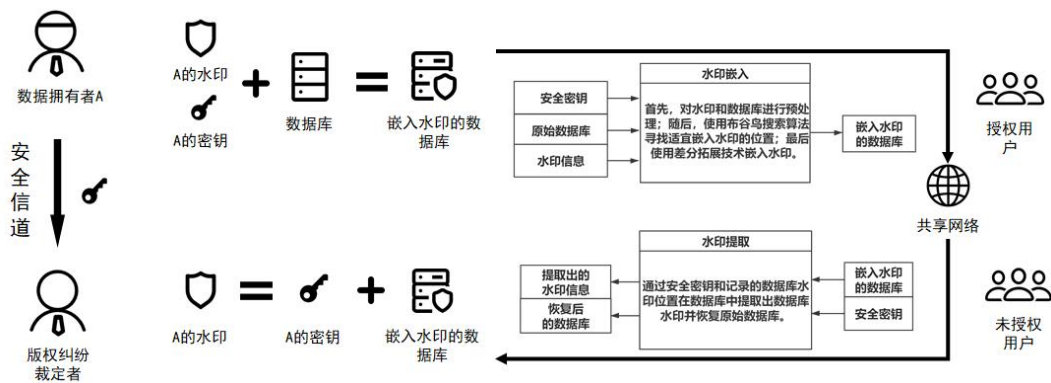 数据拥有者A
安全信道
版权纠纷
裁定者
A的水印
A的密钥
数据库
嵌入水印的数
据库
A的水印
A的密钥
嵌入水印的数
据库
安全密钥
原始数据库
水印信息
水印嵌入
首先，对水印和数据库进行预处
理；随后，使用布谷鸟搜索算法
寻找适宜嵌入水印的位置；最后
使用差分拓展技术嵌入水印。
嵌入水印
的数据库
授权用
户
共享网络
水印提取
通过安全密钥和记录的数据库水
印位置在数据库中提取出数据库
水印并恢复原始数据库。
提取出的
水印信息
恢复后
的数据库
嵌入水印
的数据库
安全密钥
未授权
用户